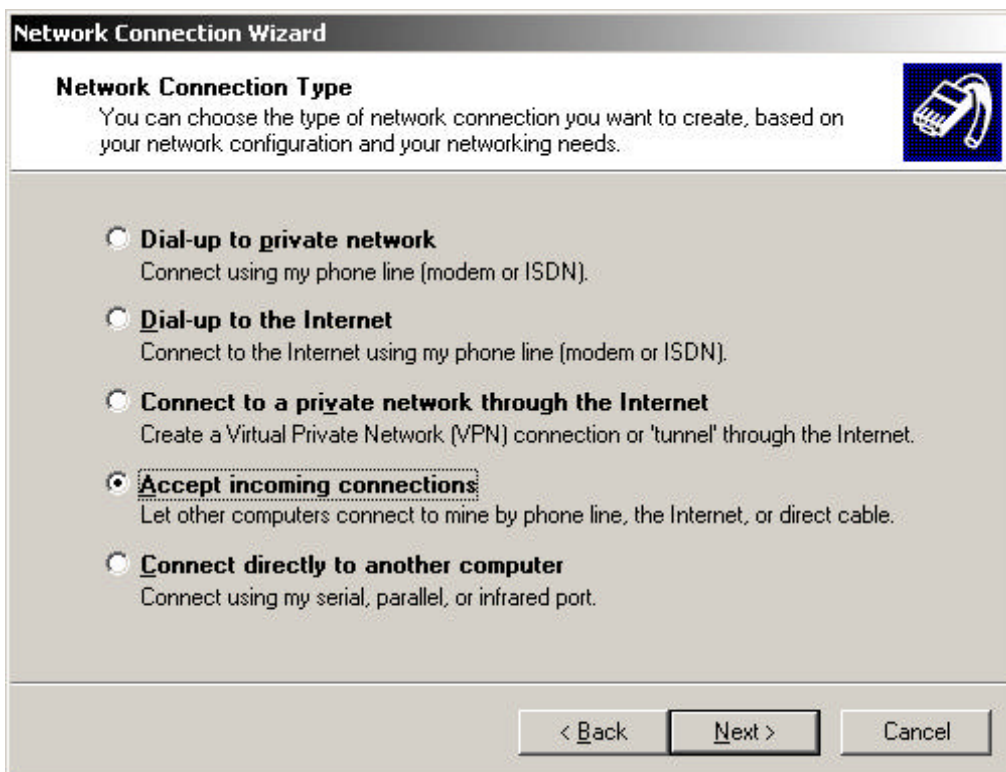 Network Connection Wizard
Network Connection Type
You can choose the type of network connection you want to create, based on
your network configuration and your networking needs.
Dial-up to private network
Connect using my phone line (modem or ISDN).
Dial-up to the Internet
Connect to the Internet using my phone line (modem or ISDN).
Connect to a private network through the Internet
Create a Virtual Private Network (VPN) connection or 'tunnel' through the Internet.
Accept incoming connections
Let other computers connect to mine by phone line, the Internet, or direct cable.
Connect directly to another computer
Connect using my serial, parallel, or infrared port.
< Back Next > Cancel